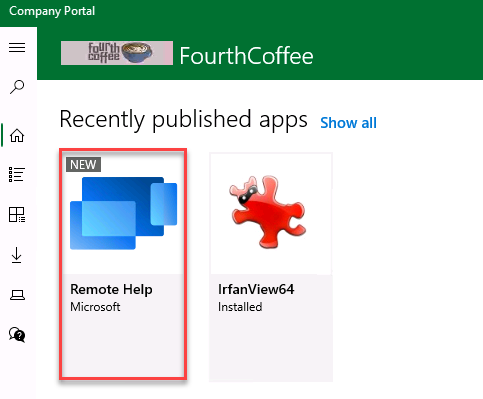 Company Portal
fourth
coffee
FourthCoffee
Recently published apps Show all
NEW
Remote Help
Microsoft
IrfanView64
Installed